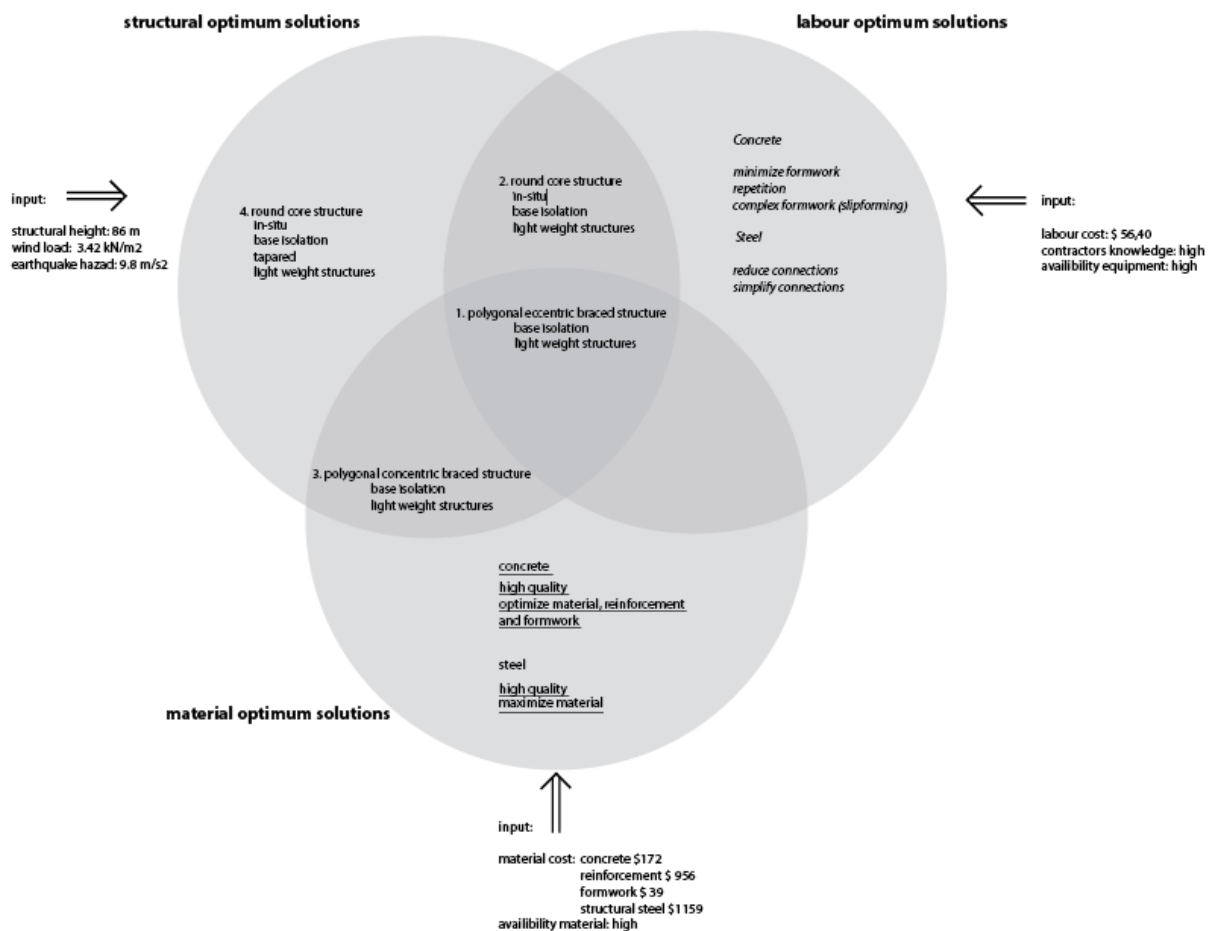 structural optimum solutions
labour optimum solutions
input:
structural height: 86 m
wind load: 3.42 kN/m2
earthquake hazad: 9.8 m/s2
4. round core structure
in-situ
base isolation
tapared
light weight structures
2. round core structure
in-situ
base isolation
light weight structures
Concrete
minimize formwork
repetition
complex formwork (slipforming)
Steel
reduce connections
simplify connections
input:
labour cost: $ 56,40
contractors knowledge: high
availibility equipment: high
1. polygonal eccentric braced structure
base isolation
light weight structures
3. polygonal concentric braced structure
base isolation
light weight structures
concrete
high quality
optimize material, reinforcement
and formwork
steel
high quality
maximize material
material optimum solutions
input:
material cost: concrete $172
reinforcement $ 956
formwork $ 39
structural steel $1159
availibility material: high